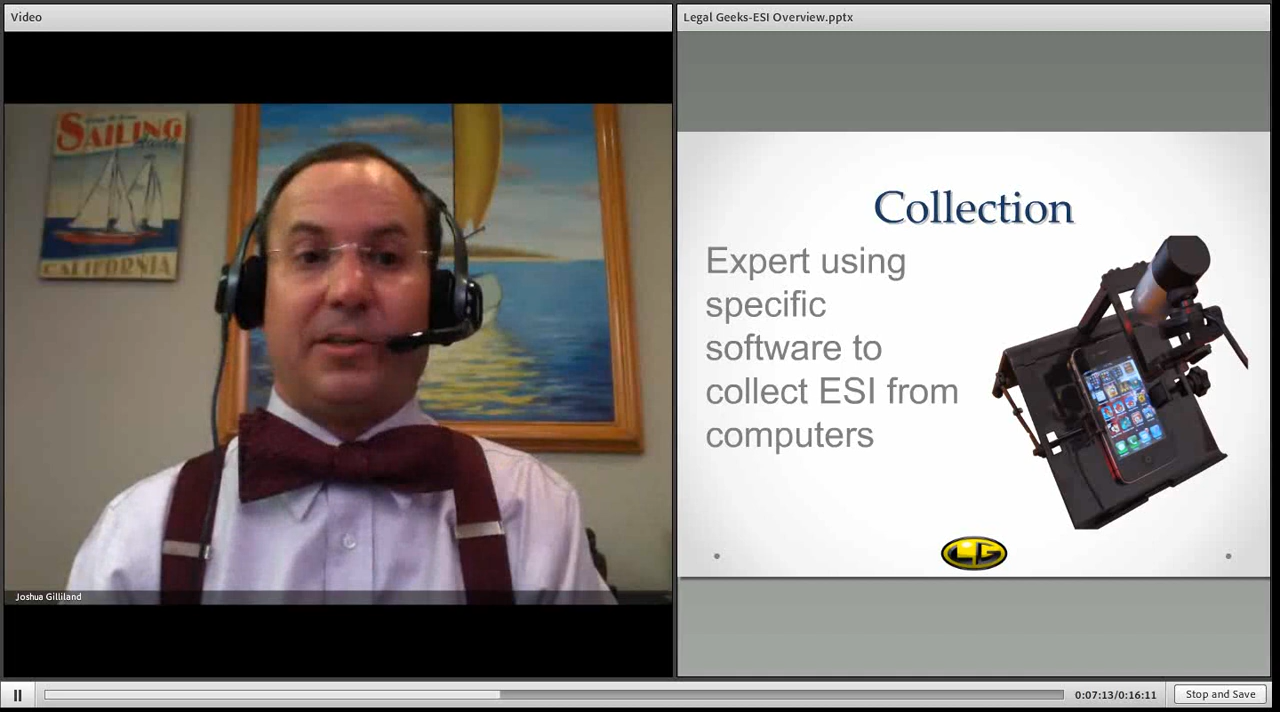 Video
Legal Geeks-ESI Overview.pptx
SAILING
CALIFORNIA
Collection
Expert using
specific
software to
collect ESI from
computers
LG
Joshua Gilliland
0:07:13/0:16:11
Stop and Save